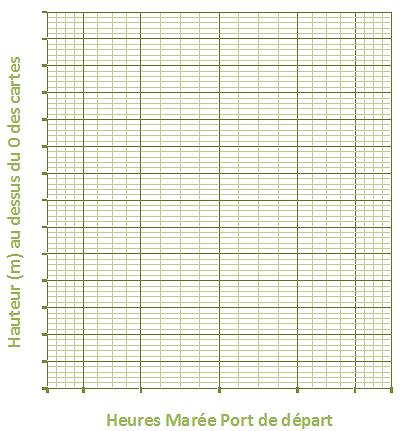 Hauteur (m) au dessus du 0 des cartes
Heures Marée Port de départ